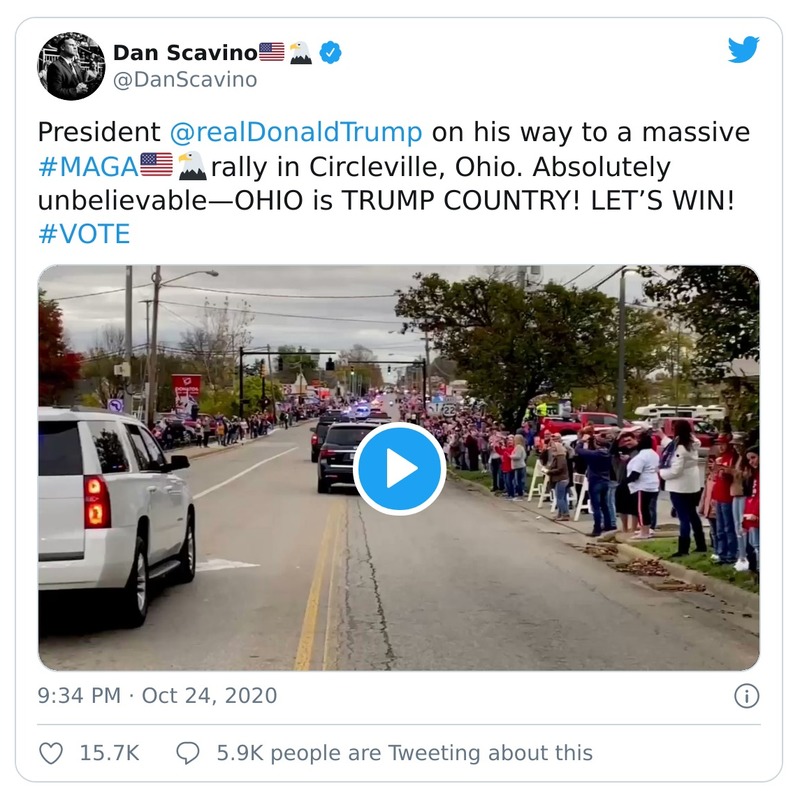 Dan Scavino🇺🇸🦅
@DanScavino
President @realDonaldTrump on his way to a massive
#MAGA🇺🇸🦅rally in Circleville, Ohio. Absolutely
unbelievable—OHIO is TRUMP COUNTRY! LET’S WIN!
#VOTE
9:34 PM · Oct 24, 2020
15.7K
5.9K people are Tweeting about this